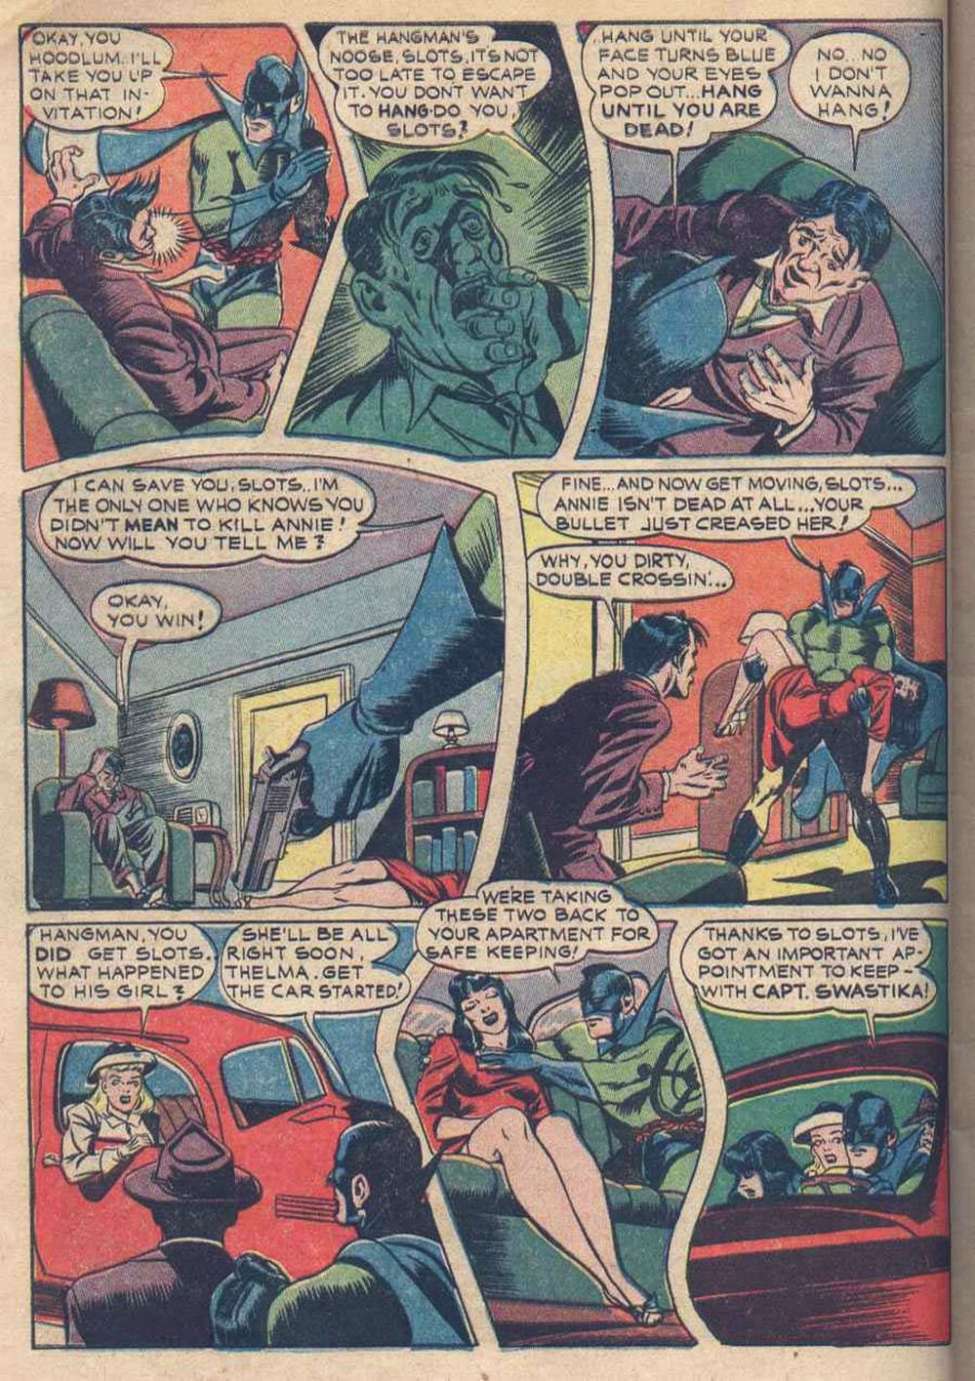 OKAY, YOU
HOODLUM..I'LL
TAKE YOU UP
ON THAT IN-
VITATION!
THE HANGMAN'S
NOOSE, SLOTS, IT'S NOT
TOO LATE TO ESCAPE
IT. YOU DON'T WANT
TO HANG-DO YOU,
SLOTS?
..HANG UNTIL YOUR
FACE TURNS BLUE
AND YOUR EYES
POP OUT...HANG
UNTIL YOU ARE
DEAD!
NO...NO
I DON'T
WANNA
HANG!
I CAN SAVE YOU, SLOTS..I'M
THE ONLY ONE WHO KNOWS YOU
DIDN'T MEAN TO KILL ANNIE!
NOW WILL YOU TELL ME?
OKAY,
YOU WIN!
FINE...AND NOW GET MOVING, SLOTS...
ANNIE ISN'T DEAD AT ALL...YOUR
BULLET JUST CREASED HER!
WHY, YOU DIRTY,
DOUBLE CROSSIN'...
HANGMAN, YOU
DID GET SLOTS..
WHAT HAPPENED
TO HIS GIRL?
SHE'LL BE ALL
RIGHT SOON,
THELMA. GET
THE CAR STARTED!
WE'RE TAKING
THESE TWO BACK TO
YOUR APARTMENT FOR
SAFE KEEPING!
THANKS TO SLOTS, I'VE
GOT AN IMPORTANT AP-
POINTMENT TO KEEP-
WITH CAPT. SWASTIKA!